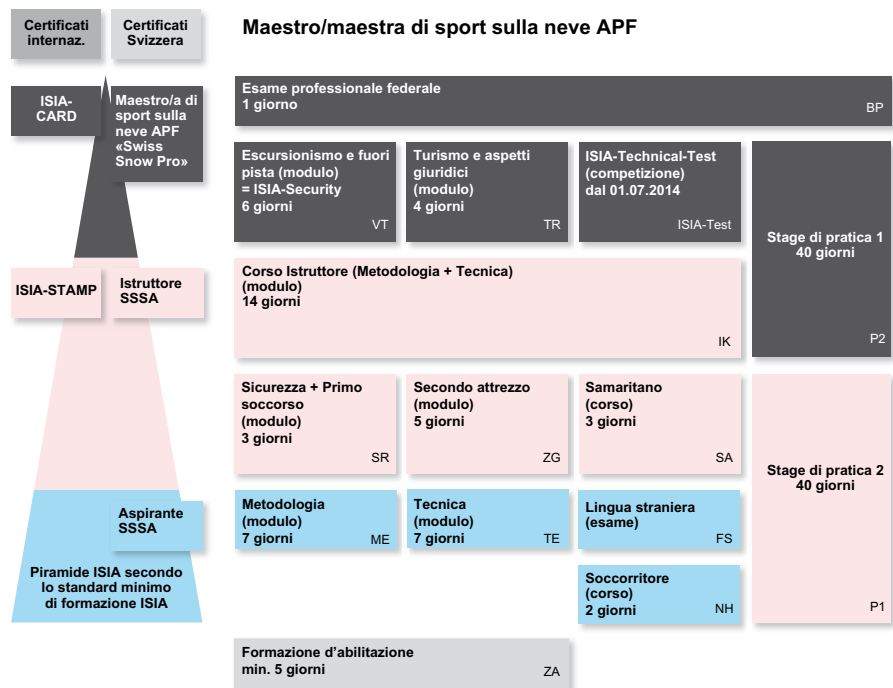 Certificati
internaz.
Certificati
Svizzera
Maestro/maestra di sport sulla neve APF
ISIA-
CARD
Maestro/a di
sport sulla
neve APF
«Swiss
Snow Pro»
Esame professionale federale
1 giorno
BP
Escursionismo e fuori
pista (modulo)
= ISIA-Security
6 giorni
VT
Turismo e aspetti
giuridici
(modulo)
4 giorni
TR
ISIA-Technical-Test
(competizione)
dal 01.07.2014
ISIA-Test
Stage di pratica 1
40 giorni
P2
ISIA-STAMP
Istruttore
SSSA
Corso Istruttore (Metodologia + Tecnica)
(modulo)
14 giorni
IK
Sicurezza + Primo
soccorso
(modulo)
3 giorni
SR
Secondo attrezzo
(modulo)
5 giorni
ZG
Samaritano
(corso)
3 giorni
SA
Stage di pratica 2
40 giorni
P1
Aspirante
SSSA
Metodologia
(modulo)
7 giorni
ME
Tecnica
(modulo)
7 giorni
TE
Lingua straniera
(esame)
FS
Piramide ISIA secondo
lo standard minimo
di formazione ISIA
Soccorritore
(corso)
2 giorni
NH
Formazione d'abilitazione
min. 5 giorni
ZA